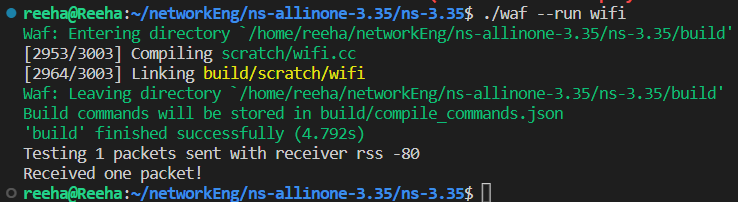 reeha@Reeha:~/networkEng/ns-allinone-3.35/ns-3.35$ ./waf --run wifi
Waf: Entering directory `/home/reeha/networkEng/ns-allinone-3.35/ns-3.35/build'
[2953/3003] Compiling scratch/wifi.cc
[2964/3003] Linking build/scratch/wifi
Waf: Leaving directory `/home/reeha/networkEng/ns-allinone-3.35/ns-3.35/build'
Build commands will be stored in build/compile_commands.json
'build' finished successfully (4.792s)
Testing 1 packets sent with receiver rss -80
Received one packet!
reeha@Reeha:~/networkEng/ns-allinone-3.35/ns-3.35$